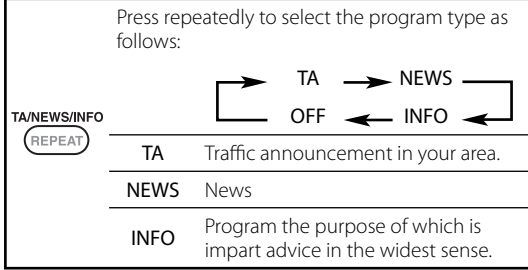 Press repeatedly to select the program type as
follows:
TA NEWS
OFF INFO
TA/NEWS/INFO
REPEAT
TA Traffic announcement in your area.
NEWS News
INFO Program the purpose of which is
impart advice in the widest sense.